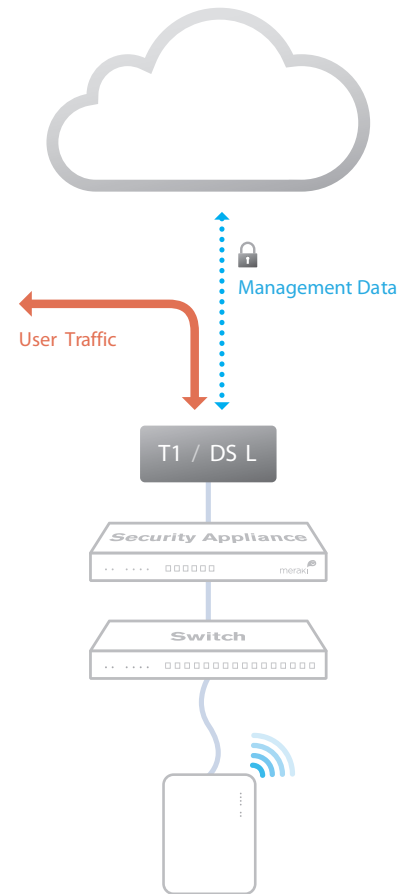 Management Data
User Traffic
T1 / DS L
Security Appliance
meraki
Switch